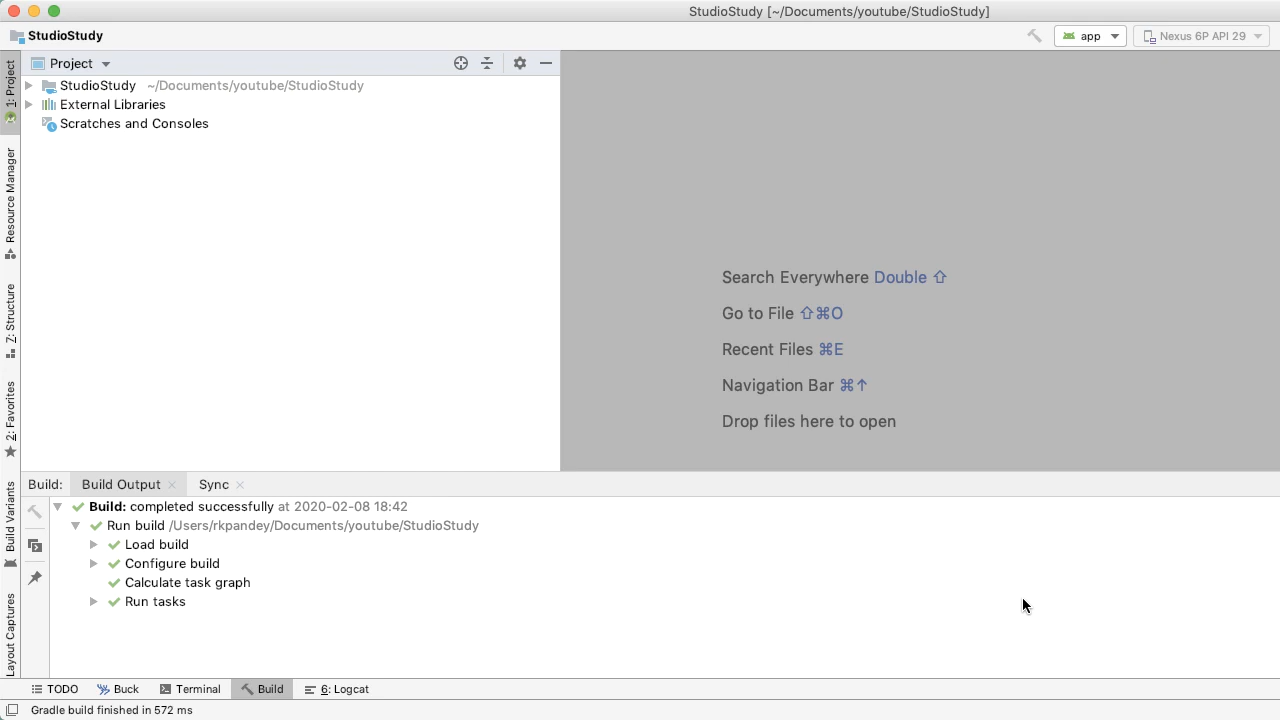 StudioStudy [~/Documents/youtube/StudioStudy]
StudioStudy
app
Nexus 6P API 29
Project
StudioStudy ~/Documents/youtube/StudioStudy
External Libraries
Scratches and Consoles
1: Project
Resource Manager
Z: Structure
2: Favorites
Build Variants
Layout Captures
Search Everywhere Double ⇧
Go to File ⇧⌘O
Recent Files ⌘E
Navigation Bar ⌘↑
Drop files here to open
Build: Build Output Sync
Build: completed successfully at 2020-02-08 18:42
Run build /Users/rkpandey/Documents/youtube/StudioStudy
Load build
Configure build
Calculate task graph
Run tasks
TODO Buck Terminal Build 6: Logcat
Gradle build finished in 572 ms